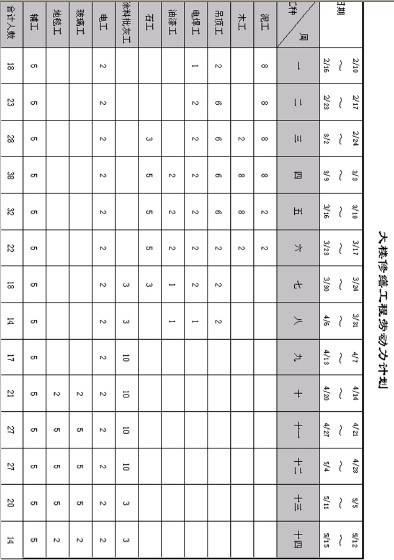 大楼修缮工程劳动力计划
日期 2/10 2/17 2/24 3/3 3/10 3/17 3/24 3/31 4/7 4/14 4/21 4/28 5/5 5/12
~ ~ ~ ~ ~ ~ ~ ~ ~ ~ ~ ~ ~ ~
2/16 2/23 3/2 3/9 3/16 3/23 3/30 4/6 4/13 4/20 4/27 5/4 5/11 5/15
工种 周 一 二 三 四 五 六 七 八 九 十 十一 十二 十三 十四
泥工 8 8 8 8 2 2
木工 2 8 8 2
吊顶工 2 6 6 6 6 2 2 2
电焊工 1 2 2 2 2 2 2 1
油漆工 2 2 2 1 1
石工 3 5 5 5 3
涂料批灰工 3 3 10 10 10 10 3 3
电工 2 2 2 2 2 2 2 2 2 2 2 2 2 2
玻璃工 2 5 5 5 2
地毯工 2 5 5 5 2
辅工 5 5 5 5 5 5 5 5 5 5 5 5 5 5
合计人数 18 23 28 38 32 22 18 14 17 21 27 27 20 14